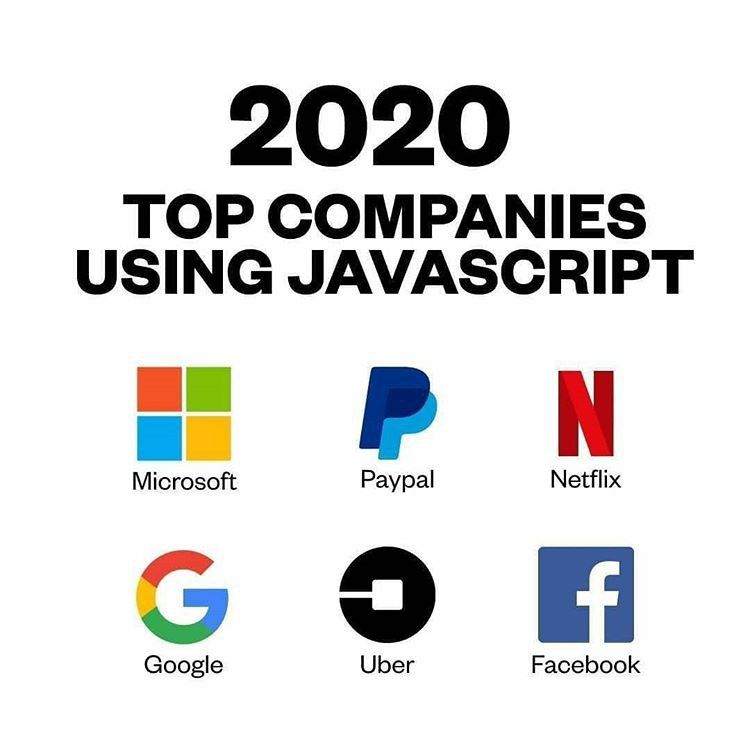 2020
TOP COMPANIES
USING JAVASCRIPT
Microsoft
Paypal
Netflix
Google
Uber
Facebook